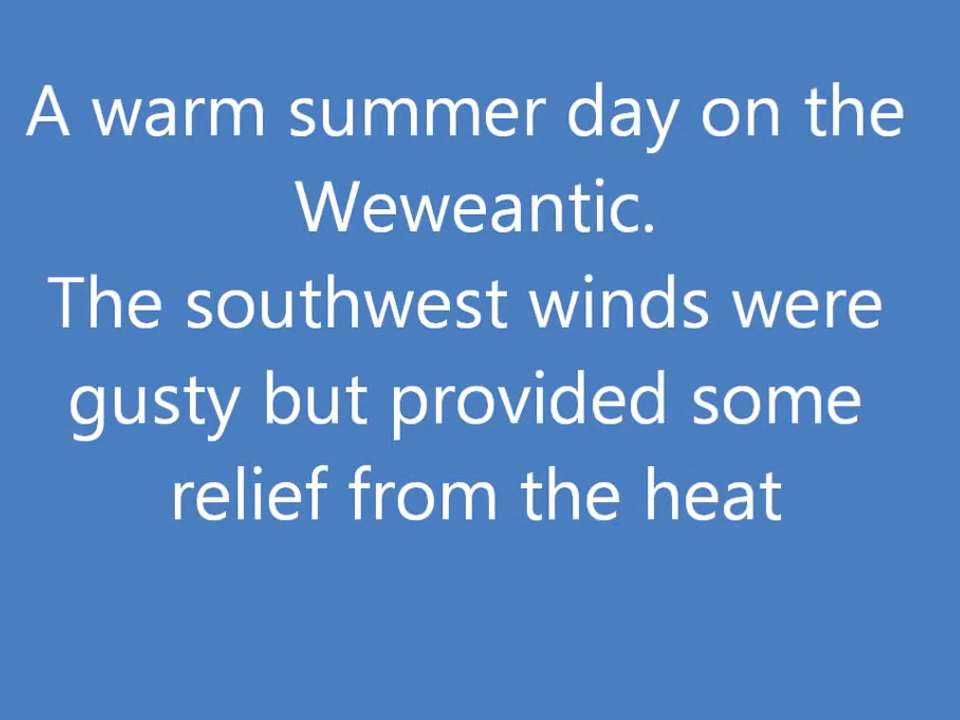 A warm summer day on the
Weweantic.
The southwest winds were
gusty but provided some
relief from the heat